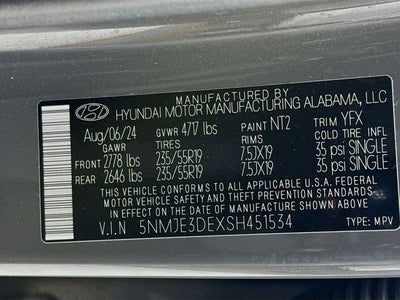 MANUFACTURED BY
HYUNDAI MOTOR MANUFACTURING ALABAMA, LLC
Aug/06/24 GVWR 4717 lbs PAINT NT2 TRIM YFX
GAWR TIRES RIMS COLD TIRE INFL
FRONT 2778 lbs 235/55R19 7.5JX19 35 psi SINGLE
REAR 2646 lbs 235/55R19 7.5JX19 35 psi SINGLE
THIS VEHICLE CONFORMS TO ALL APPLICABLE U.S.A. FEDERAL
MOTOR VEHICLE SAFETY AND THEFT PREVENTION STANDARDS
IN EFFECT ON THE DATE OF MANUFACTURE SHOWN ABOVE.
V.I.N 5NMJE3DEXSH451534 TYPE: MPV